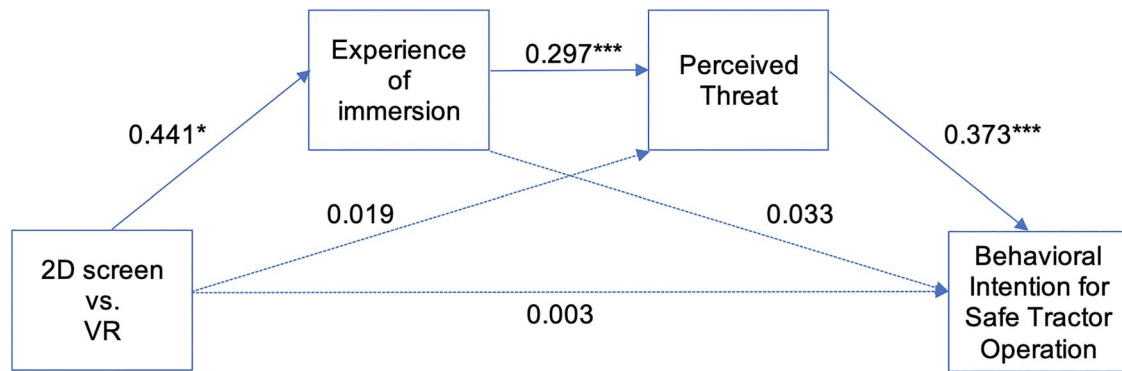 Experience
of
immersion
0.297***
Perceived
Threat
0.441*
0.373***
0.019
0.033
2D screen
vs.
VR
0.003
Behavioral
Intention for
Safe Tractor
Operation